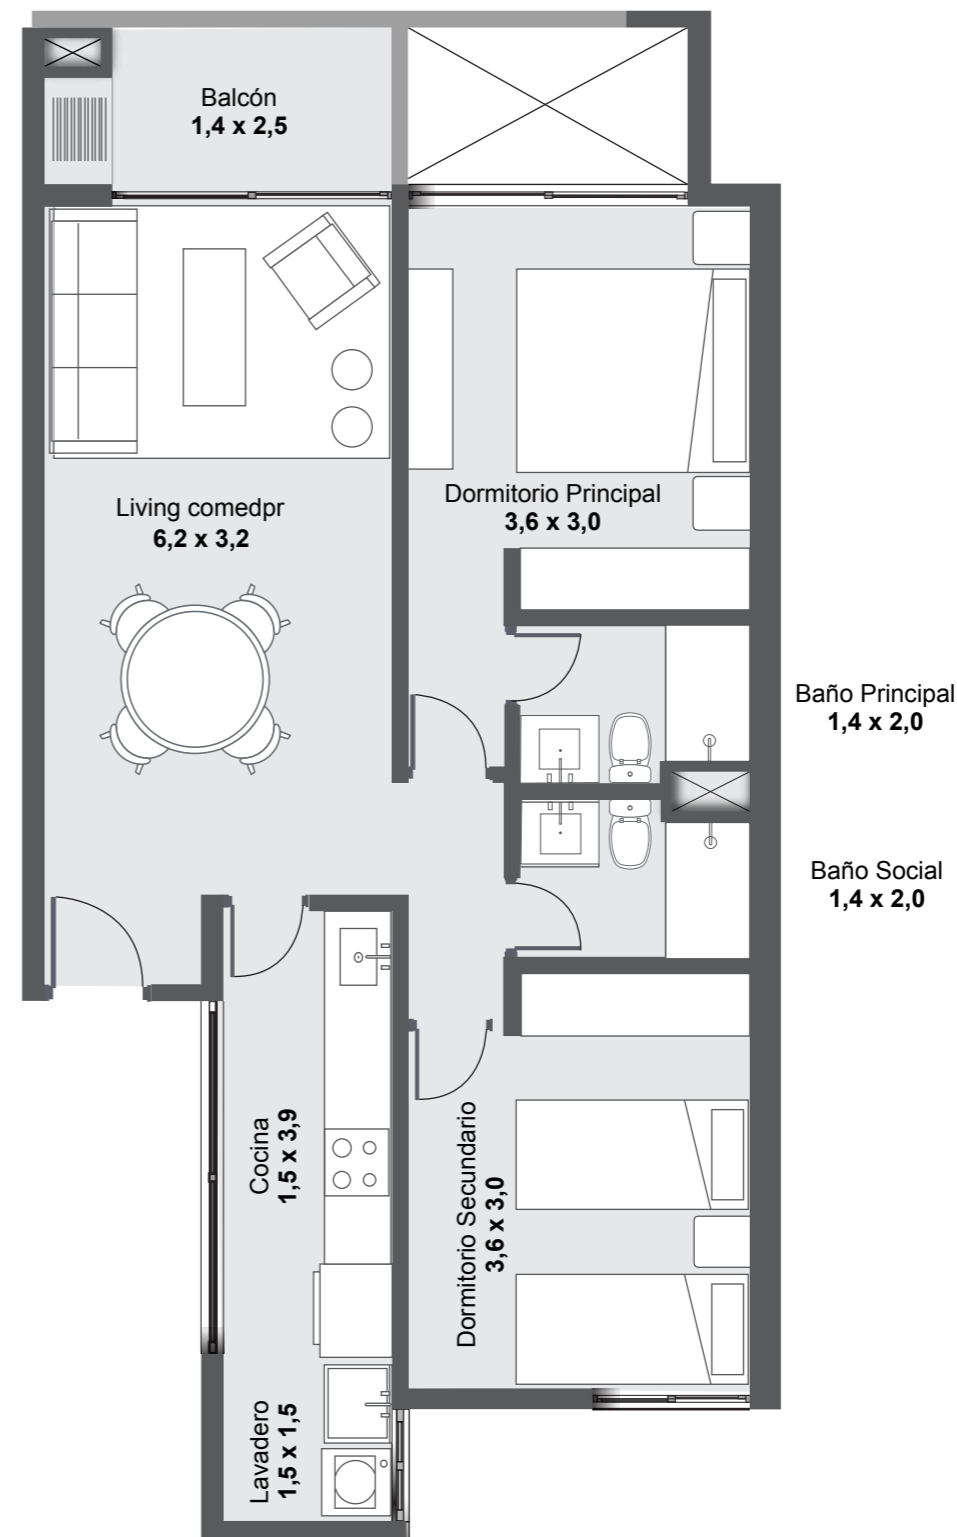 Balcón
1,4 x 2,5
Living comedpr
6,2 x 3,2
Dormitorio Principal
3,6 x 3,0
Baño Principal
1,4 x 2,0
Baño Social
1,4 x 2,0
Cocina
1,5 x 3,9
Dormitorio Secundario
3,6 x 3,0
Lavadero
1,5 x 1,5